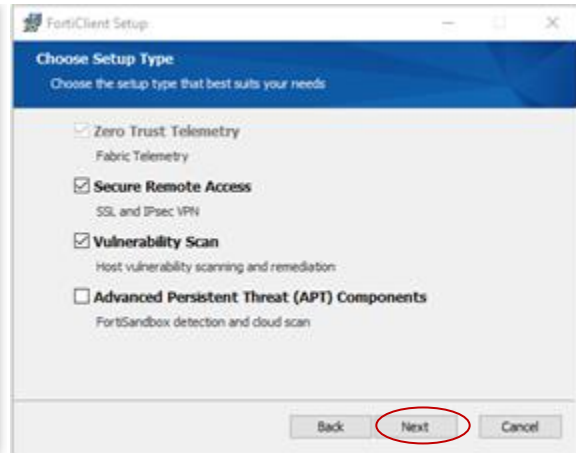 FortiClient Setup
Choose Setup Type
Choose the setup type that best suits your needs
Zero Trust Telemetry
Fabric Telemetry
Secure Remote Access
SSL and IPsec VPN
Vulnerability Scan
Host vulnerability scanning and remediation
Advanced Persistent Threat (APT) Components
FortiSandbox detection and cloud scan
Back Next Cancel